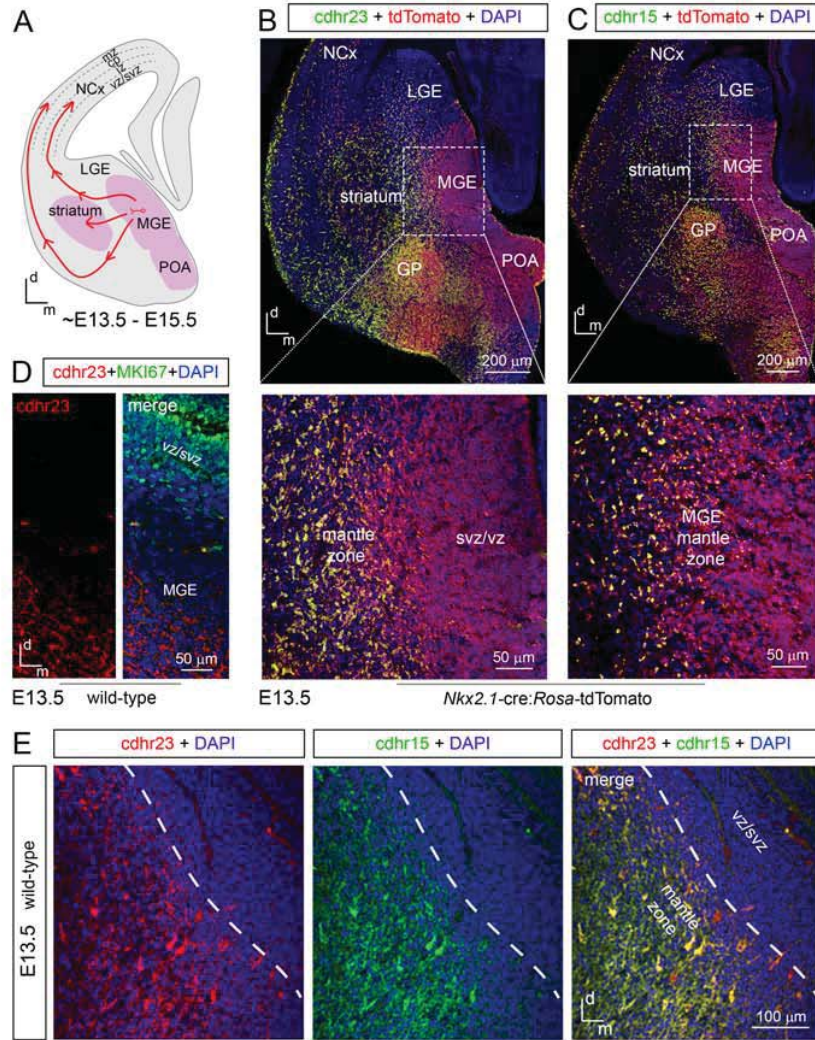 A
mz
cp
iz
vz/svz
NCx
LGE
striatum
MGE
POA
d
m
~E13.5 - E15.5
B
cdhr23 + tdTomato + DAPI
NCx
LGE
striatum
MGE
GP
POA
d
m
200 μm
mantle
zone
svz/vz
50 μm
C
cdhr15 + tdTomato + DAPI
NCx
LGE
striatum
MGE
GP
POA
d
m
200 μm
MGE
mantle
zone
50 μm
E13.5
Nkx2.1-cre:Rosa-tdTomato
D
cdhr23+MKI67+DAPI
cdhr23
merge
vz/svz
MGE
d
m
50 μm
E13.5
wild-type
E
cdhr23 + DAPI
cdhr15 + DAPI
cdhr23 + cdhr15 + DAPI
E13.5 wild-type
merge
vz/svz
mantle
zone
d
m
100 μm